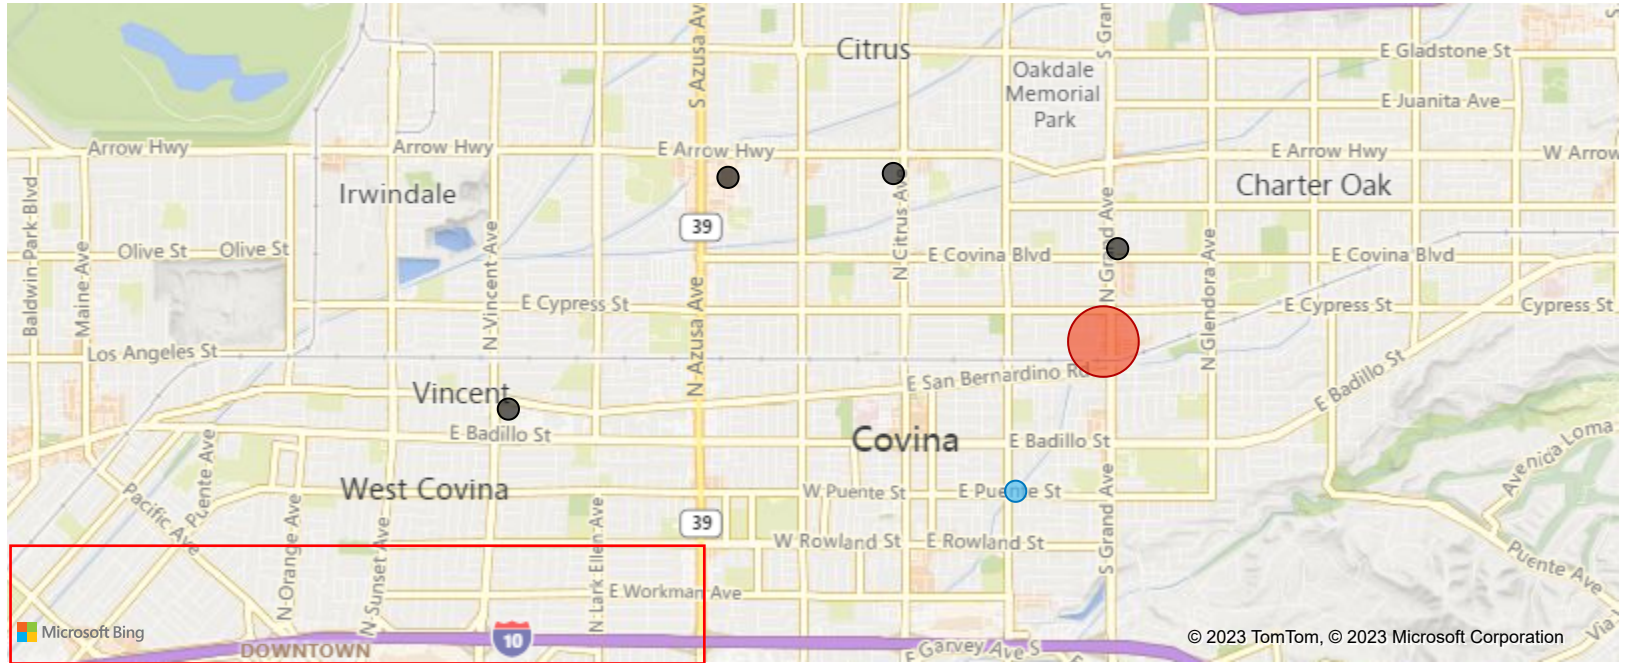 S Azusa Av
S Gran
Citrus
E Gladstone St
Oakdale
Memorial
Park
E Juanita Ave
Arrow Hwy
Arrow Hwy
E Arrow Hwy
E Arrow Hwy
W Arrow
Irwindale
Charter Oak
Baldwin Park Blvd
Maine Ave
Olive St
Olive St
N Vincent Ave
39
N Citrus Av
N Grand Ave
E Covina Blvd
E Covina Blvd
N Glendora Ave
N Azusa Ave
E Cypress St
E Cypress St
Cypress St
Los Angeles St
E San Bernardino Rd
E Badillo St
Vincent
E Badillo St
Covina
E Badillo St
Avenida Loma
Puente Ave
West Covina
W Puente St
E Puente St
Pacific Ave
39
S Grand Ave
N Orange Ave
N Sunset Ave
N Lark Ellen Ave
W Rowland St
E Rowland St
Puente Ave
E Workman Ave
Via
Microsoft Bing
10
DOWNTOWN
E Garvey Ave S
© 2023 TomTom, © 2023 Microsoft Corporation